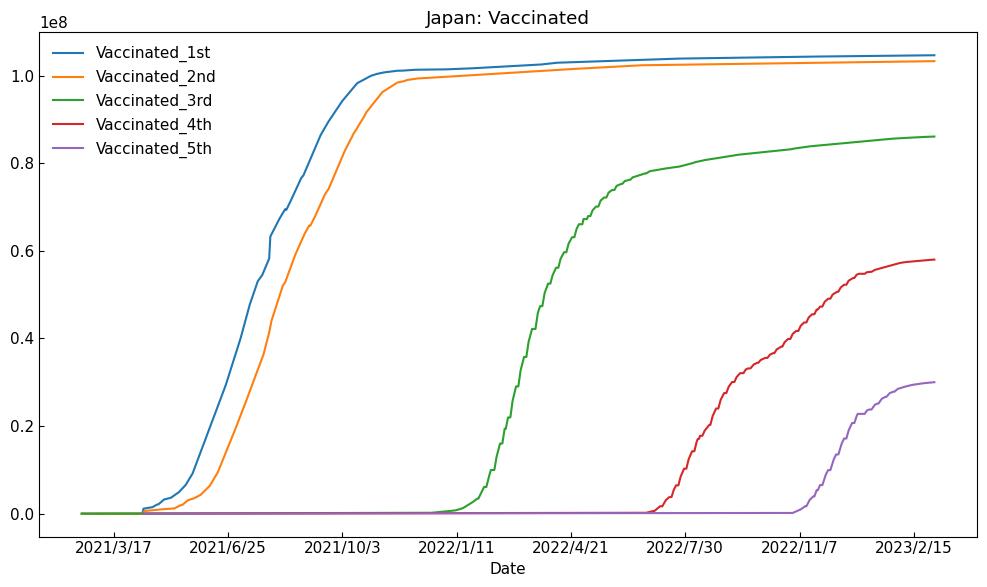 Japan: Vaccinated
1e8
Vaccinated_1st
Vaccinated_2nd
Vaccinated_3rd
Vaccinated_4th
Vaccinated_5th
1.0
0.8
0.6
0.4
0.2
0.0
2021/3/17 2021/6/25 2021/10/3 2022/1/11 2022/4/21 2022/7/30 2022/11/7 2023/2/15
Date